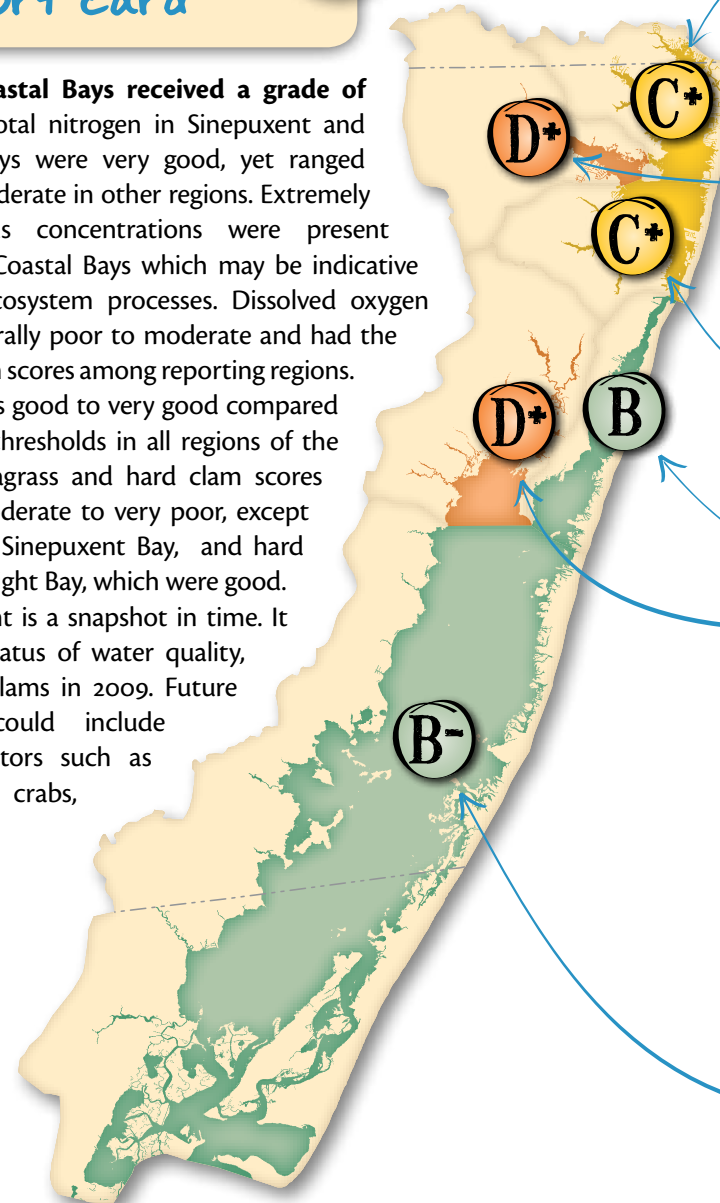 ort Card
astal Bays received a grade of
otal nitrogen in Sinepuxent and
ys were very good, yet ranged
derate in other regions. Extremely
s concentrations were present
Coastal Bays which may be indicative
cosystem processes. Dissolved oxygen
rally poor to moderate and had the
n scores among reporting regions.
s good to very good compared
thresholds in all regions of the
agrass and hard clam scores
derate to very poor, except
Sinepuxent Bay, and hard
ght Bay, which were good.
nt is a snapshot in time. It
atus of water quality,
lams in 2009. Future
could include
tors such as
crabs,
C+
D+
C+
D+
B
B-